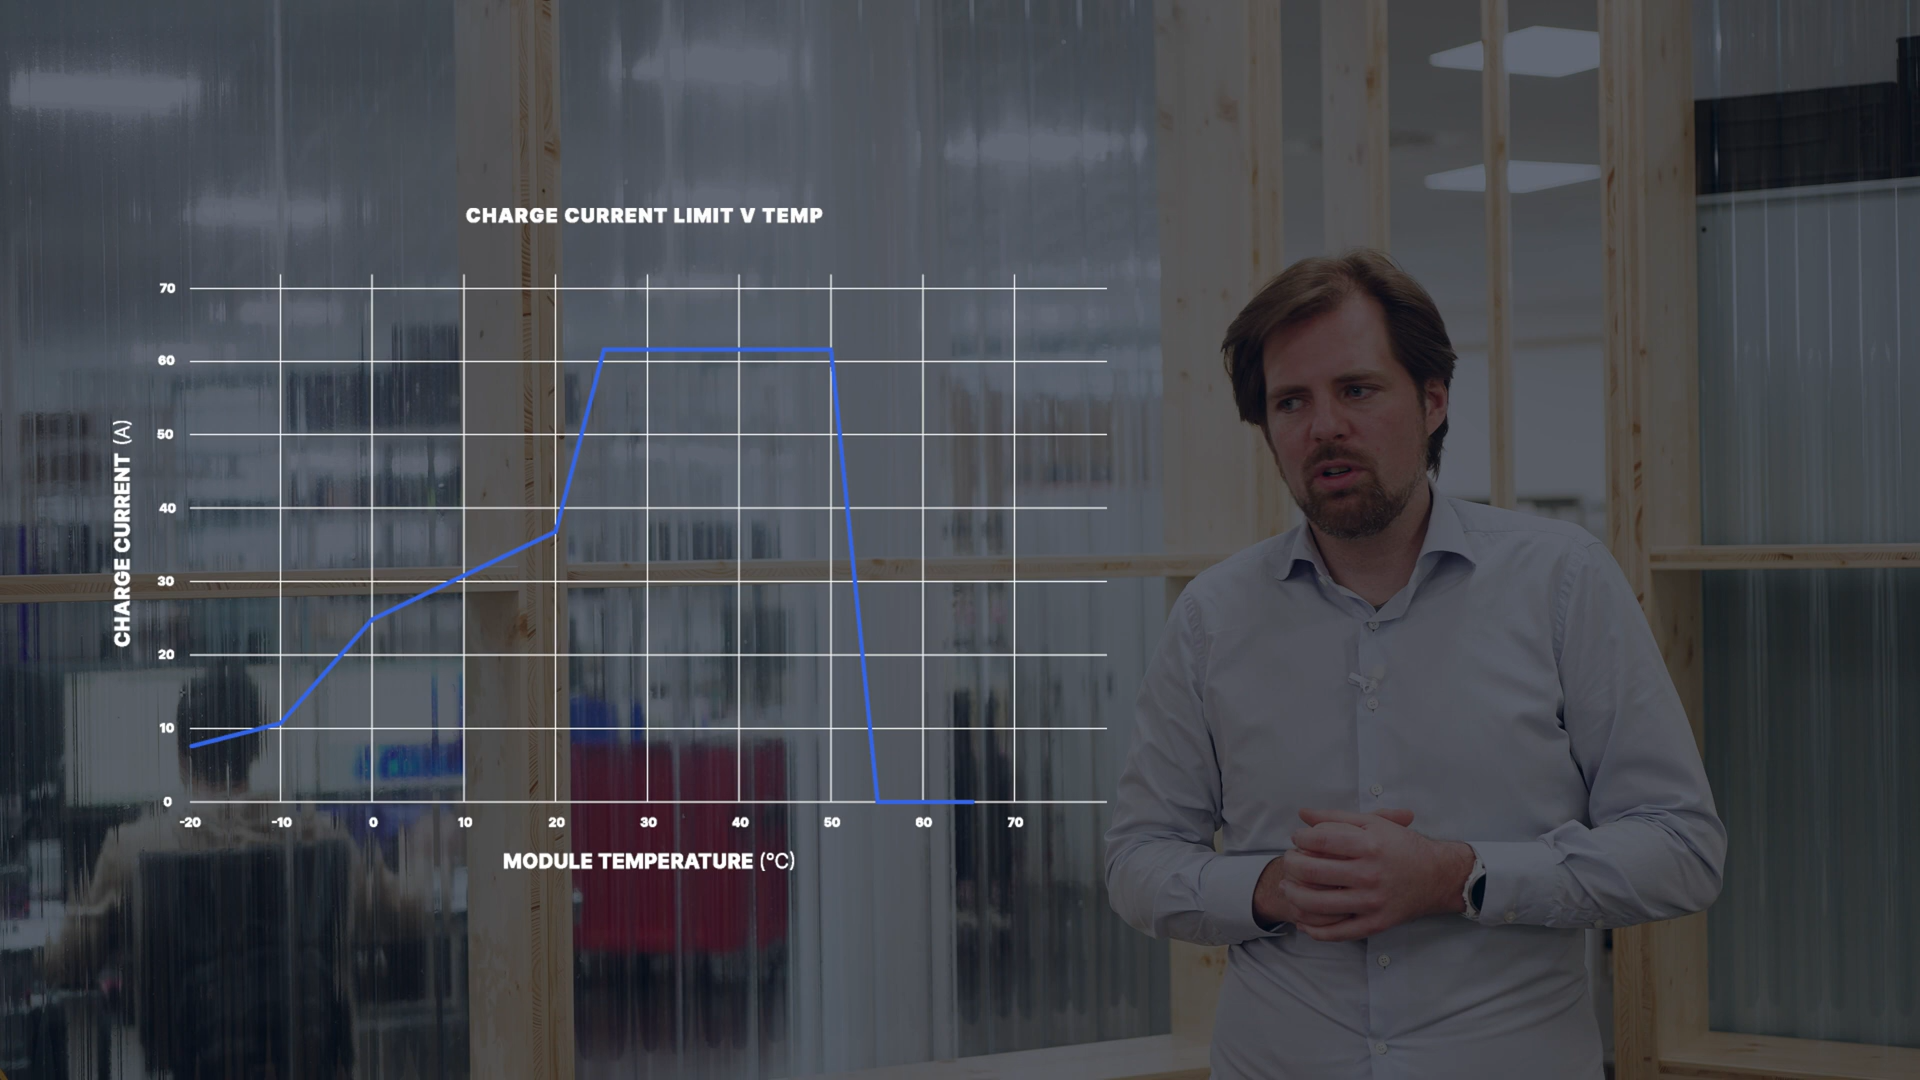 CHARGE CURRENT LIMIT V TEMP
70
60
50
40
30
20
10
0
CHARGE CURRENT (A)
-20 -10 0 10 20 30 40 50 60 70
MODULE TEMPERATURE (°C)